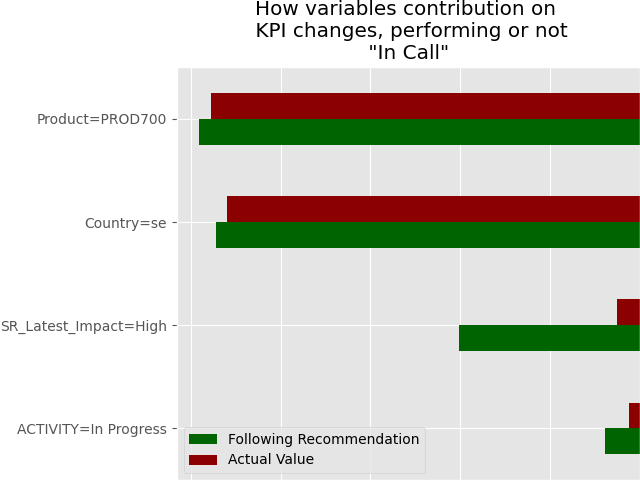 How variables contribution on
KPI changes, performing or not
"In Call"
Product=PROD700
Country=se
SR_Latest_Impact=High
ACTIVITY=In Progress
Following Recommendation
Actual Value